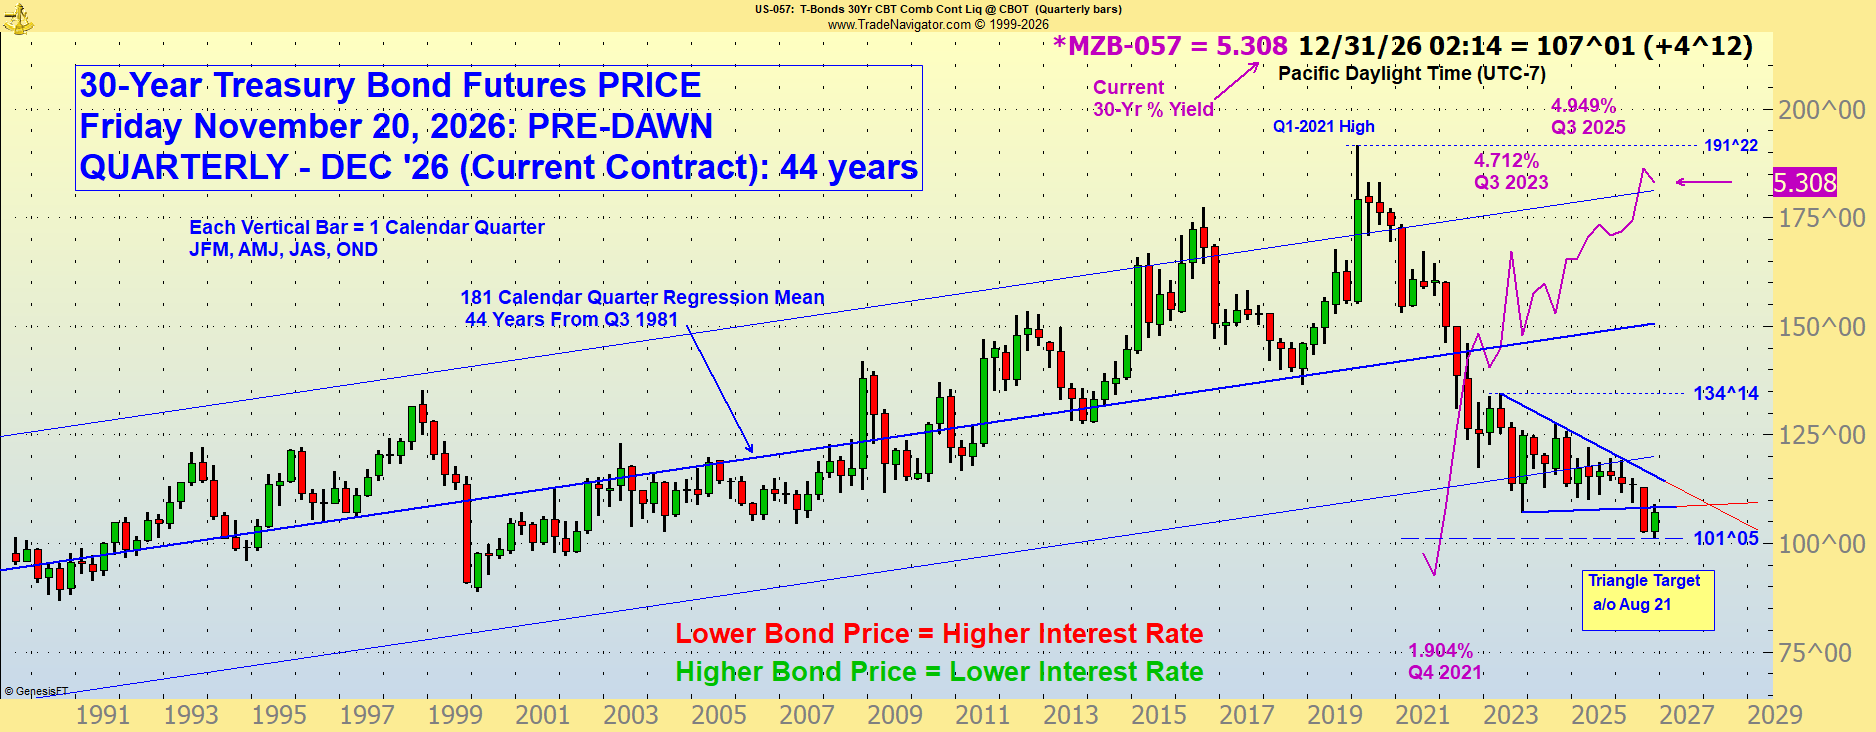 US-057: T-Bonds 30Yr CBT Comb Cont Liq @ CBOT (Quarterly bars)
www.TradeNavigator.com © 1999-2026
*MZB-057 = 5.308 12/31/26 02:14 = 107^01 (+4^12)
Pacific Daylight Time (UTC-7)
30-Year Treasury Bond Futures PRICE
Friday November 20, 2026: PRE-DAWN
QUARTERLY - DEC '26 (Current Contract): 44 years
Current
30-Yr % Yield
4.949%
Q3 2025
Q1-2021 High
191^22
4.712%
Q3 2023
5.308
Each Vertical Bar = 1 Calendar Quarter
JFM, AMJ, JAS, OND
181 Calendar Quarter Regression Mean
44 Years From Q3 1981
134^14
101^05
Triangle Target
a/o Aug 21
Lower Bond Price = Higher Interest Rate
Higher Bond Price = Lower Interest Rate
1.904%
Q4 2021
200^00
175^00
150^00
125^00
100^00
75^00
© GenesisFT
1991 1993 1995 1997 1999 2001 2003 2005 2007 2009 2011 2013 2015 2017 2019 2021 2023 2025 2027 2029